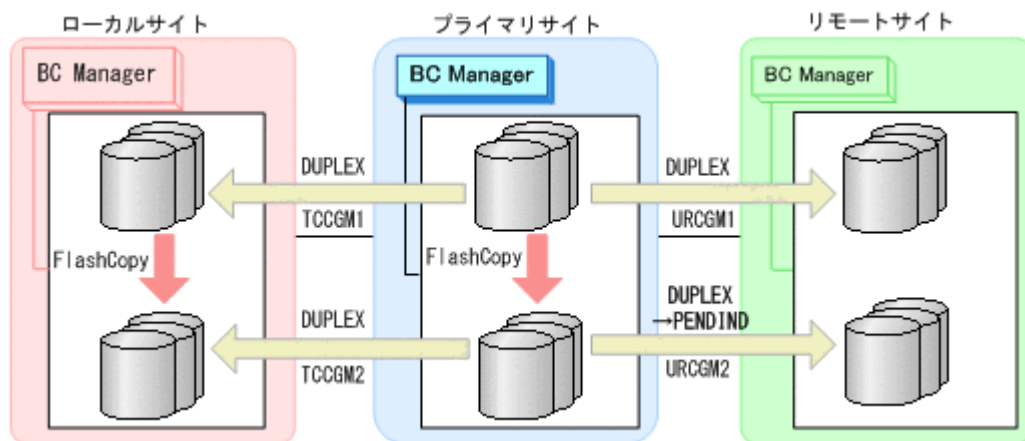 ローカルサイト
プライマリサイト
リモートサイト
BC Manager
BC Manager
BC Manager
DUPLEX
DUPLEX
TCCGM1
URCGM1
FlashCopy
FlashCopy
DUPLEX
DUPLEX
→PENDIND
TCCGM2
URCGM2